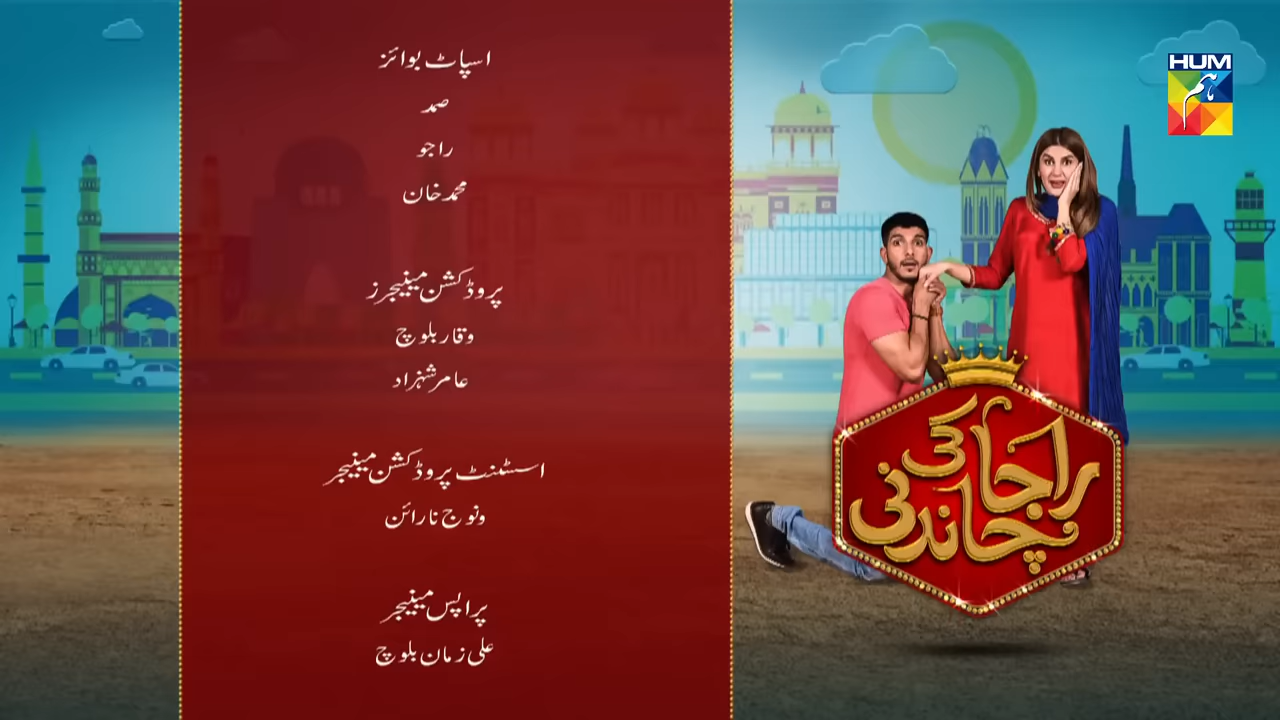 اسپاٹ بوائز
صمد
راجو
محمد خان
پروڈکشن مینیجرز
وقار بلوچ
عامر شہزاد
اسسٹنٹ پروڈکشن مینیجر
ونوج نارائن
پراپس مینیجر
علی زمان بلوچ
HUM
ہم
راجا کی
چاندنی